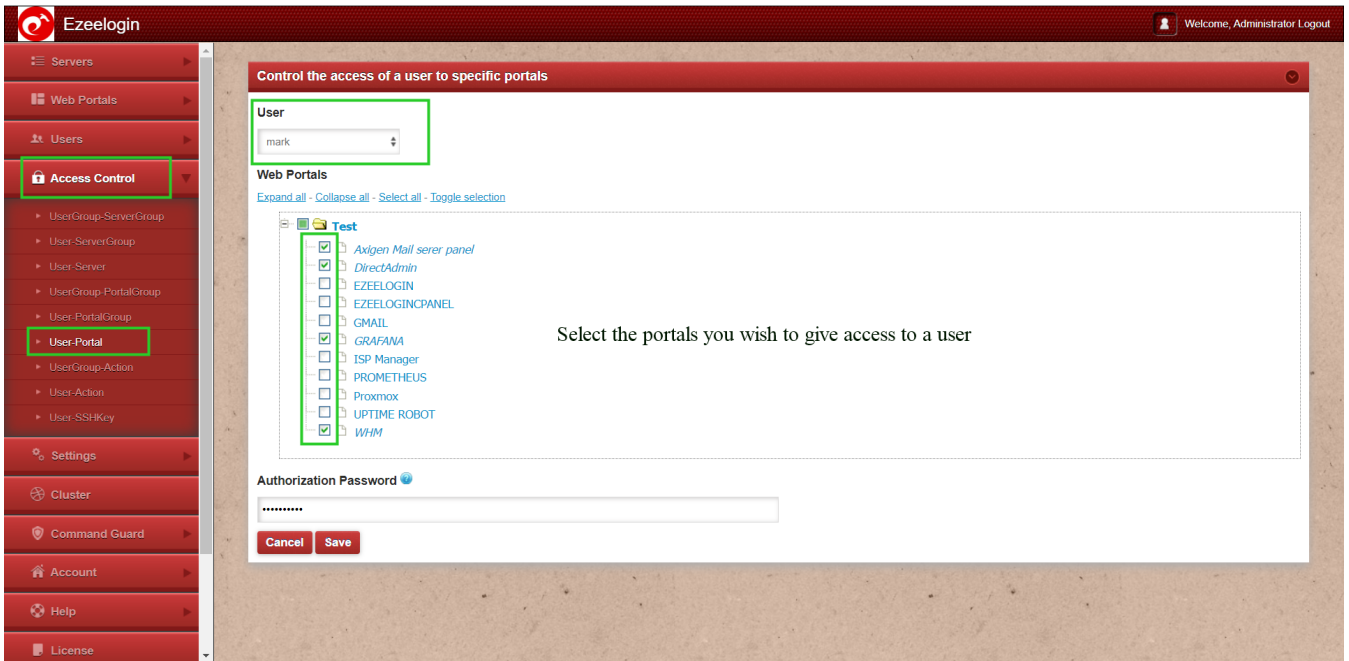 Ezeelogin
Welcome, Administrator Logout
Servers
Web Portals
Users
Access Control
UserGroup-ServerGroup
User-ServerGroup
User-Server
UserGroup-PortalGroup
User-PortalGroup
User-Portal
UserGroup-Action
User-Action
User-SSHKey
Settings
Cluster
Command Guard
Account
Help
License
Control the access of a user to specific portals
User
mark
Web Portals
Expand all - Collapse all - Select all - Toggle selection
Test
Axigen Mail serer panel
DirectAdmin
EZEELOGIN
EZEELOGINCPANEL
GMAIL
GRAFANA
ISP Manager
PROMETHEUS
Proxmox
UPTIME ROBOT
WHM
Select the portals you wish to give access to a user
Authorization Password
Cancel Save